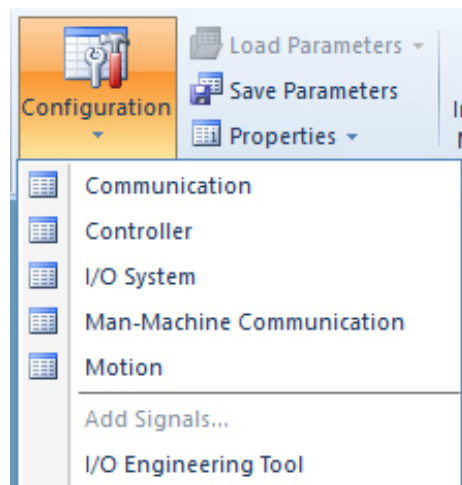 Load Parameters
Save Parameters
Configuration
Properties
Communication
Controller
I/O System
Man-Machine Communication
Motion
Add Signals...
I/O Engineering Tool